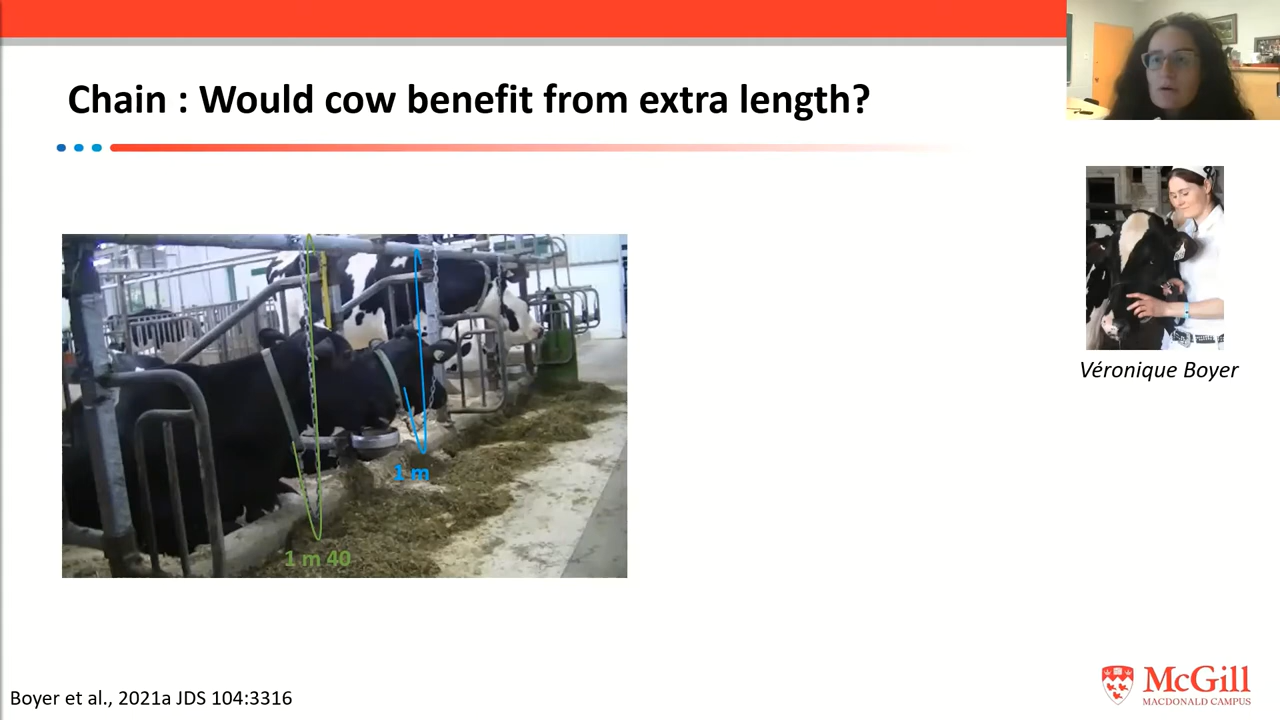 Chain : Would cow benefit from extra length?
1 m
1 m 40
Véronique Boyer
Boyer et al., 2021a JDS 104:3316
McGill
MACDONALD CAMPUS